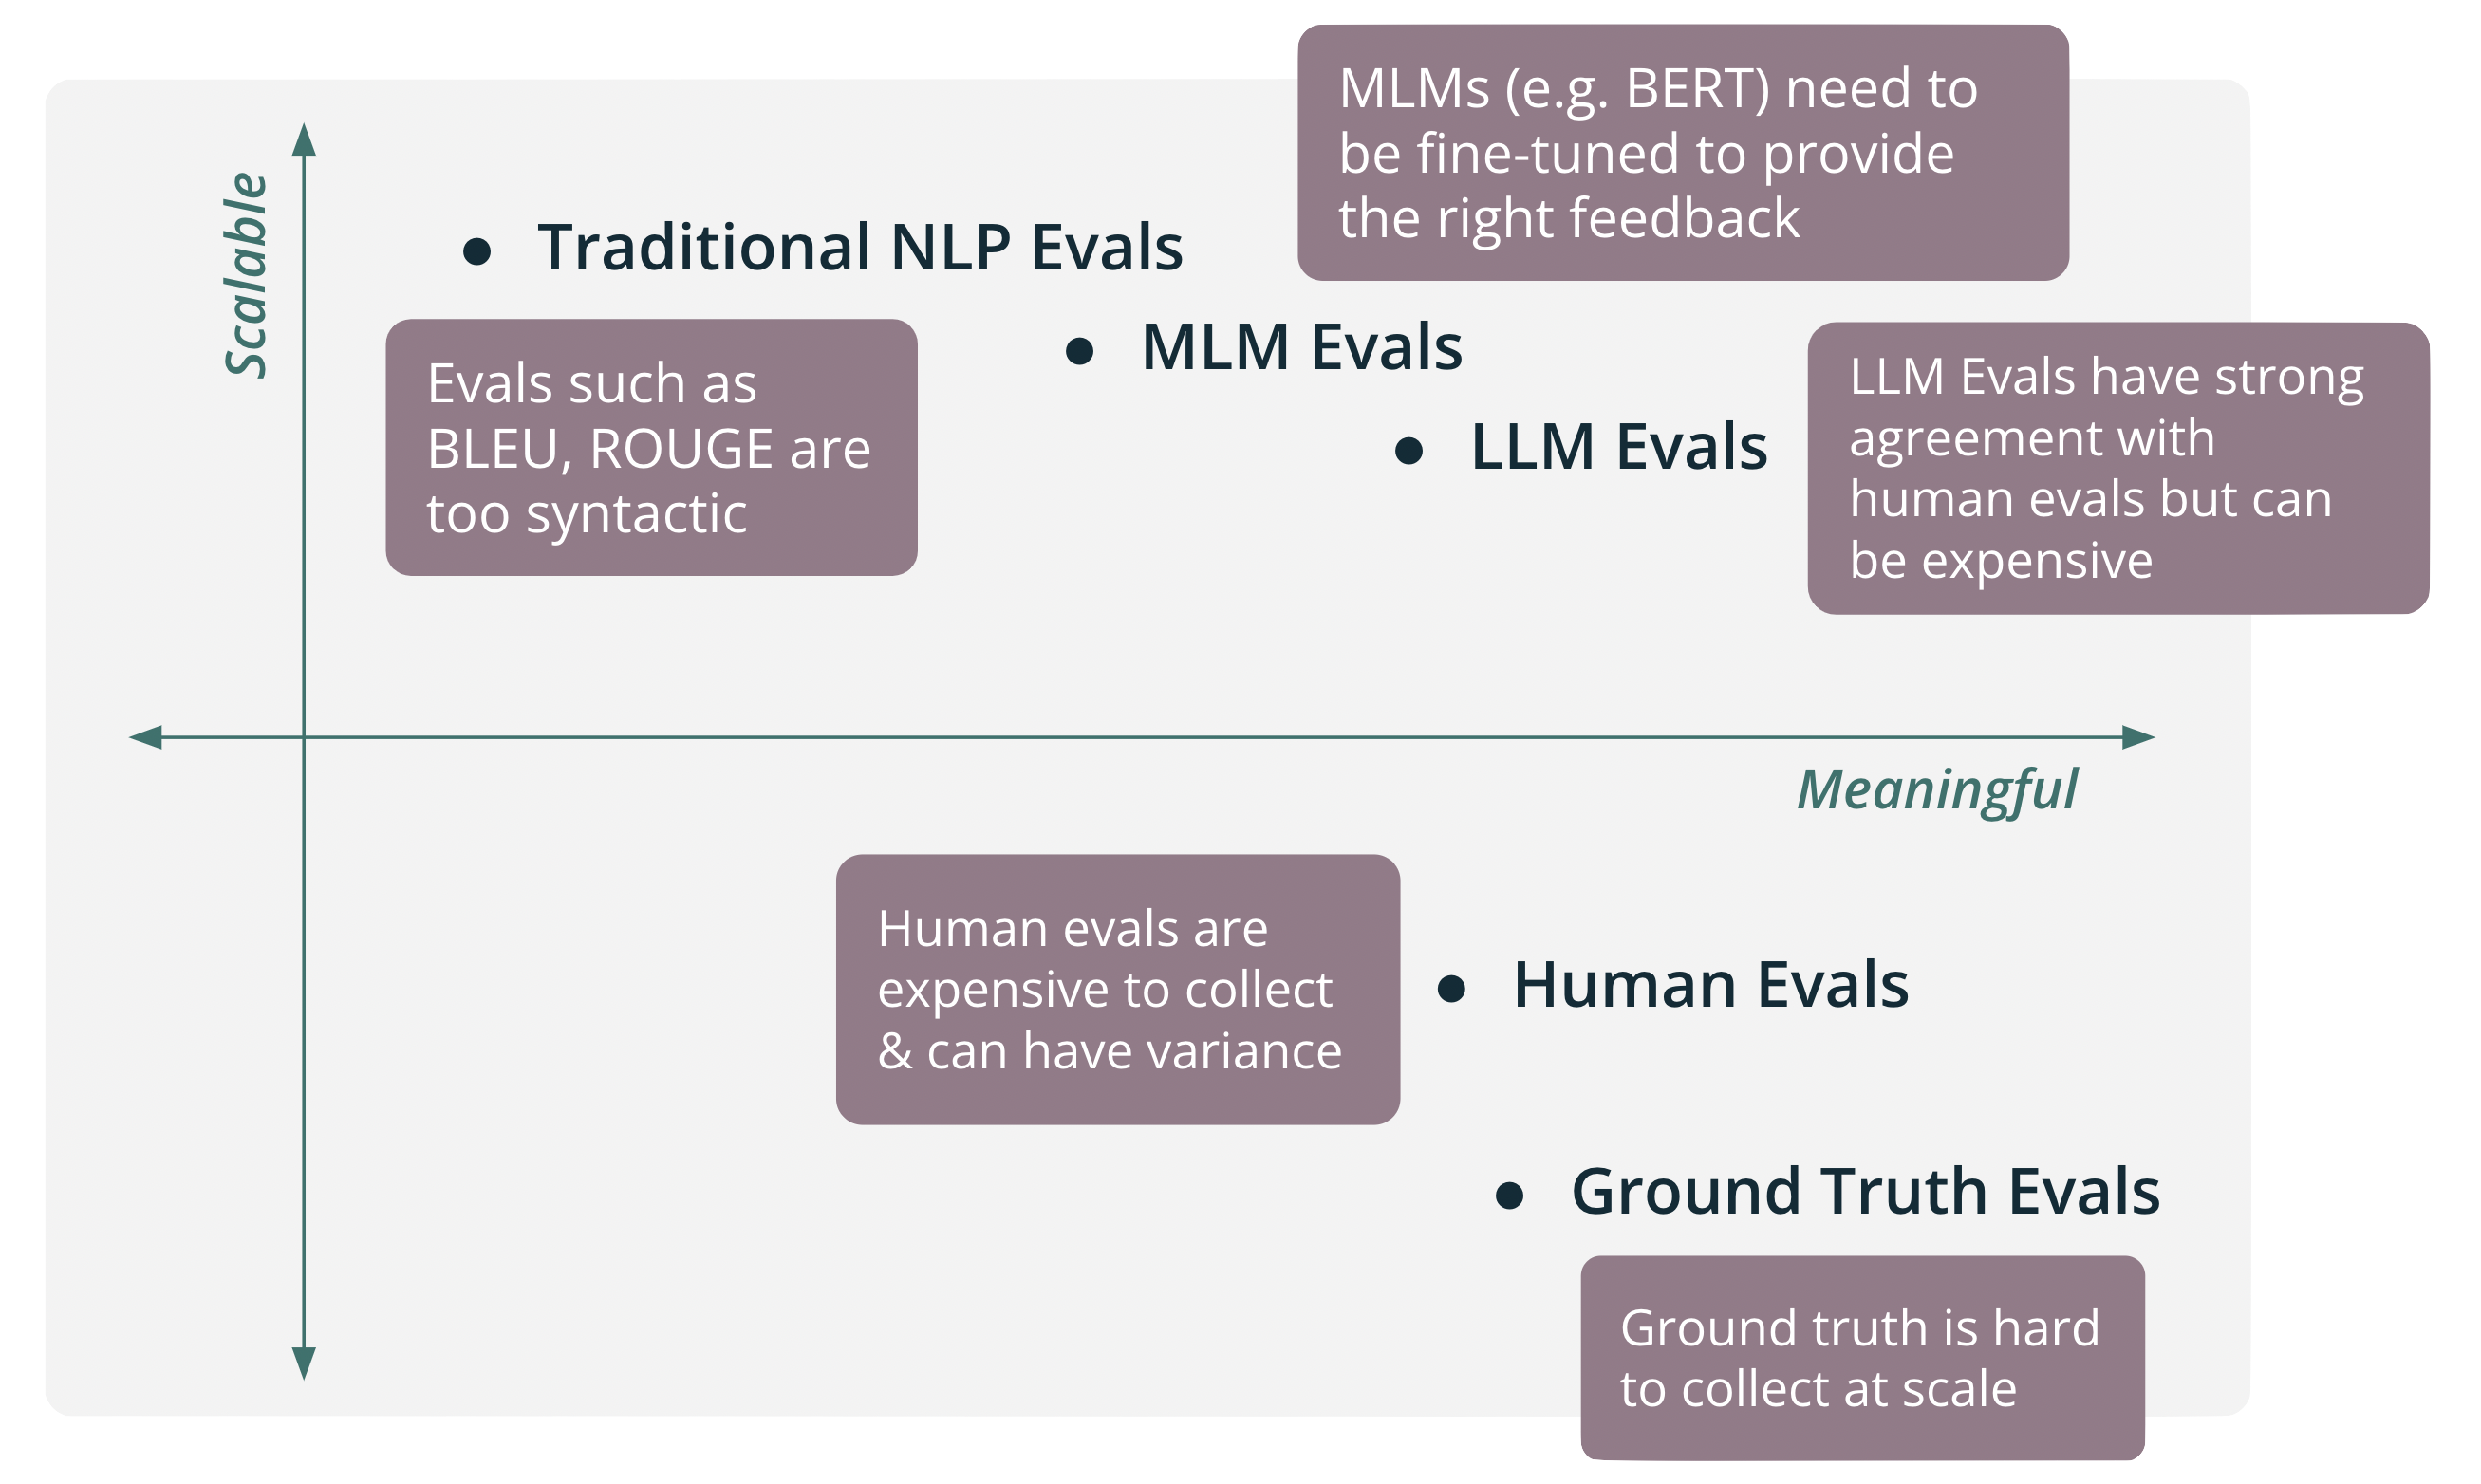 MLMs (e.g. BERT) need to
be fine-tuned to provide
the right feedback
Scalable
Traditional NLP Evals
MLM Evals
Evals such as
BLEU, ROUGE are
too syntactic
LLM Evals
LLM Evals have strong
agreement with
human evals but can
be expensive
Meaningful
Human evals are
expensive to collect
& can have variance
Human Evals
Ground Truth Evals
Ground truth is hard
to collect at scale